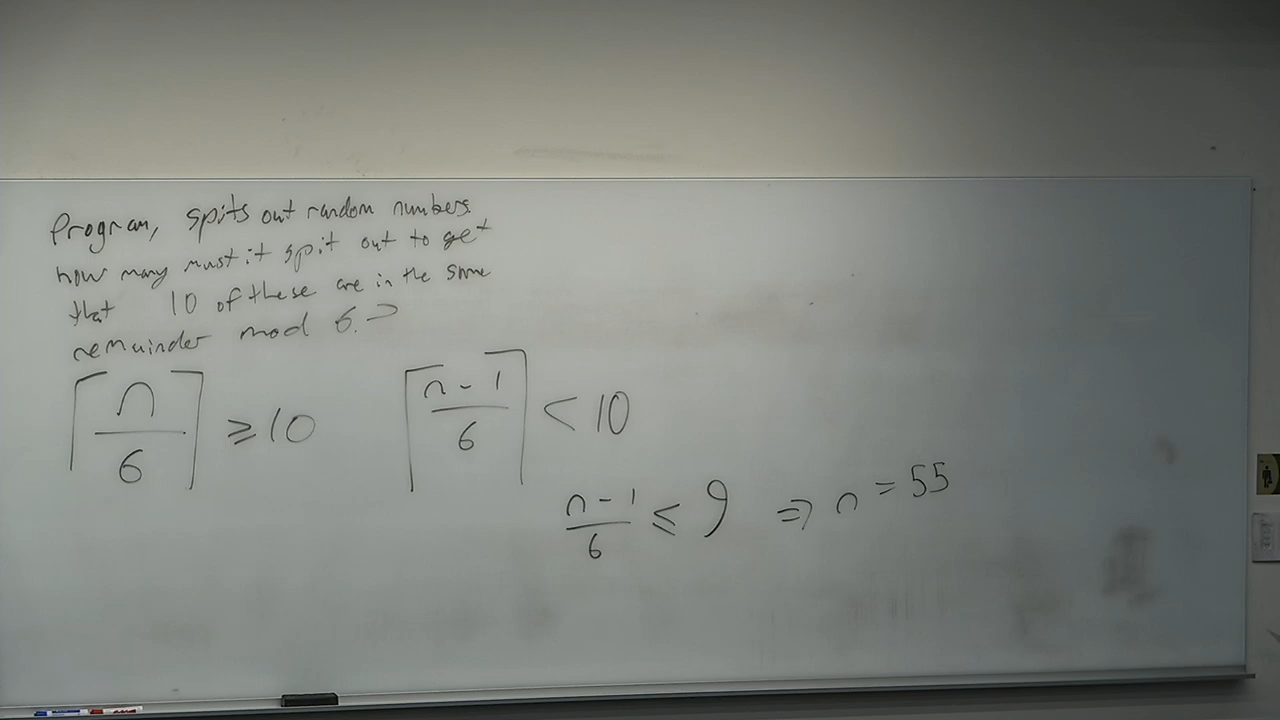 Program, spits out random numbers.
how many must it spit out to get
that 10 of these are in the same
remainder mod 6.?
⌈n/6⌉ ≥ 10 ⌈(n-1)/6⌉ < 10
(n-1)/6 ≤ 9 ⇒ n = 55